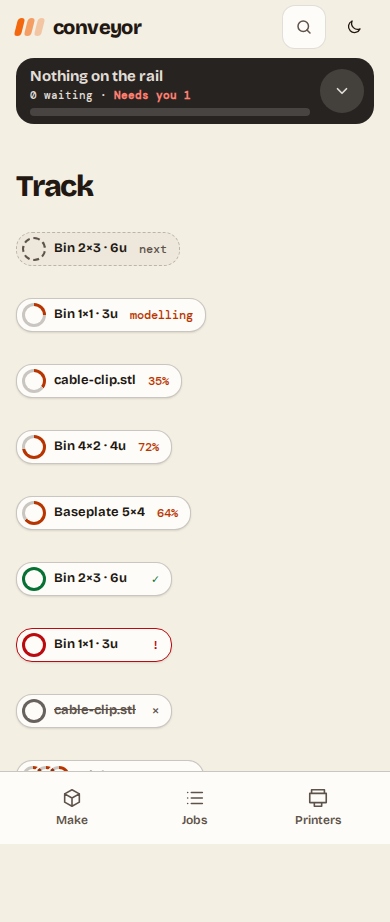 conveyor
Nothing on the rail
0 waiting · Needs you 1
Track
Bin 2×3 · 6u next
Bin 1×1 · 3u modelling
cable-clip.stl 35%
Bin 4×2 · 4u 72%
Baseplate 5×4 64%
Bin 2×3 · 6u ✓
Bin 1×1 · 3u !
cable-clip.stl ×
Make Jobs Printers